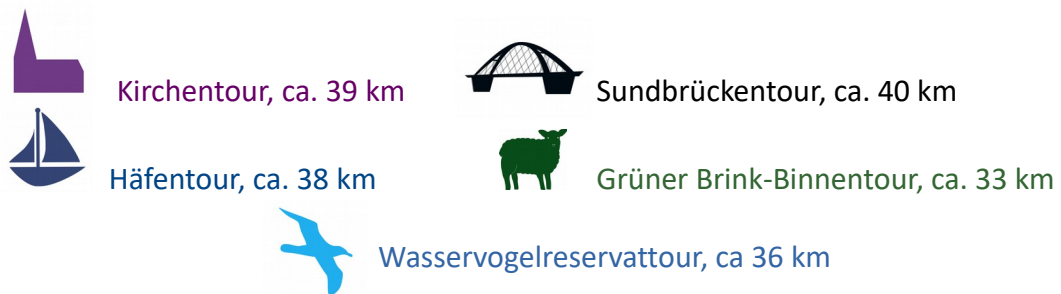 Kirchentour, ca. 39 km
Sundbrückentour, ca. 40 km
Häfentour, ca. 38 km
Grüner Brink-Binnentour, ca. 33 km
Wasservogelreservattour, ca 36 km